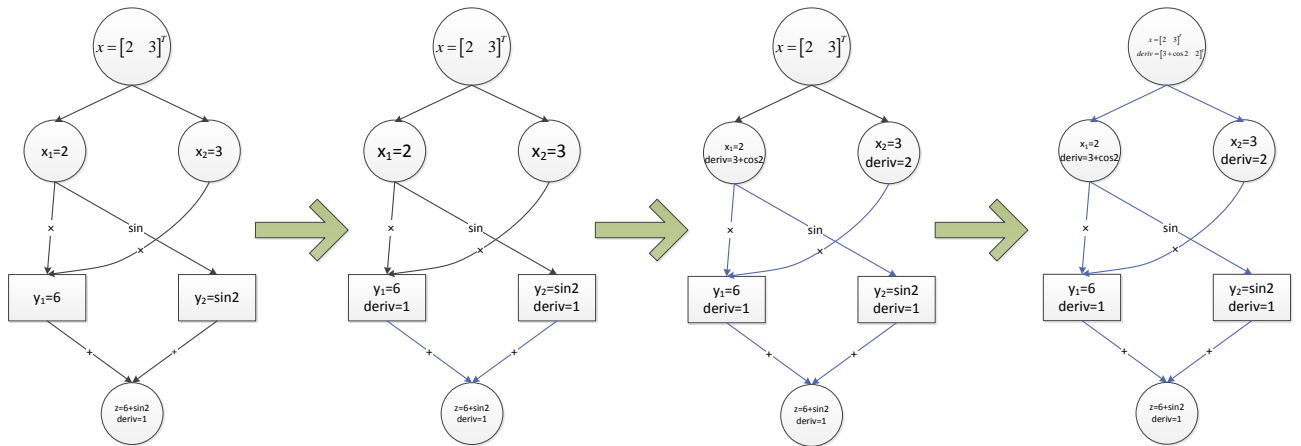 x = [2 3]^T
x₁=2
x₂=3
×
sin
×
y₁=6
y₂=sin2
+
+
z=6+sin2
deriv=1
x = [2 3]^T
x₁=2
x₂=3
×
sin
×
y₁=6
deriv=1
y₂=sin2
deriv=1
+
+
z=6+sin2
deriv=1
x = [2 3]^T
x₁=2
deriv=3+cos2
x₂=3
deriv=2
×
sin
×
y₁=6
deriv=1
y₂=sin2
deriv=1
+
+
z=6+sin2
deriv=1
x = [2 3]^T
deriv = [3+cos2 2]^T
x₁=2
deriv=3+cos2
x₂=3
deriv=2
×
sin
×
y₁=6
deriv=1
y₂=sin2
deriv=1
+
+
z=6+sin2
deriv=1